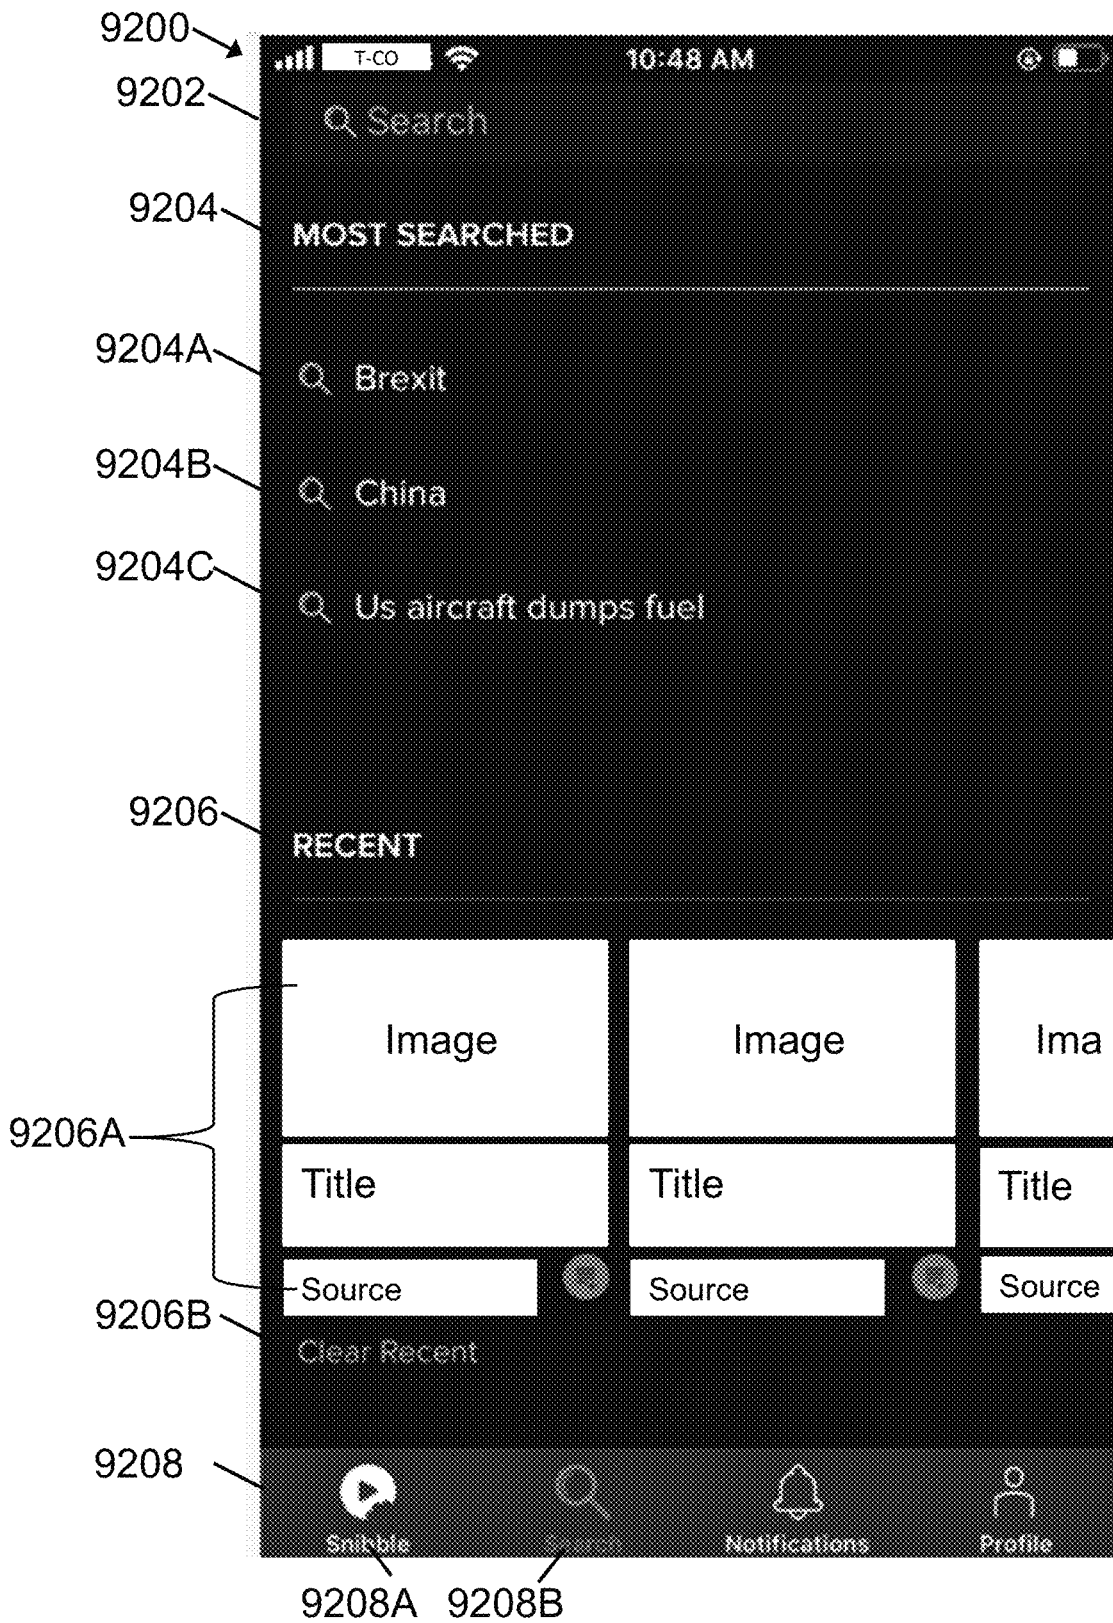 9200
T-CO 10:48 AM
9202
Search
9204
MOST SEARCHED
9204A
Brexit
9204B
China
9204C
Us aircraft dumps fuel
9206
RECENT
Image Image Ima
9206A
Title Title Title
Source Source Source
9206B
Clear Recent
9208
Snibble Search Notifications Profile
9208A 9208B